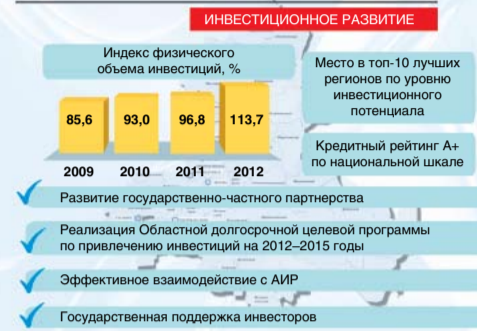 ИНВЕСТИЦИОННОЕ РАЗВИТИЕ
Индекс физического
объема инвестиций, %
85,6 93,0 96,8 113,7
2009 2010 2011 2012
Место в топ-10 лучших
регионов по уровню
инвестиционного
потенциала
Кредитный рейтинг А+
по национальной шкале
Развитие государственно-частного партнерства
Реализация Областной долгосрочной целевой программы
по привлечению инвестиций на 2012–2015 годы
Эффективное взаимодействие с АИР
Государственная поддержка инвесторов